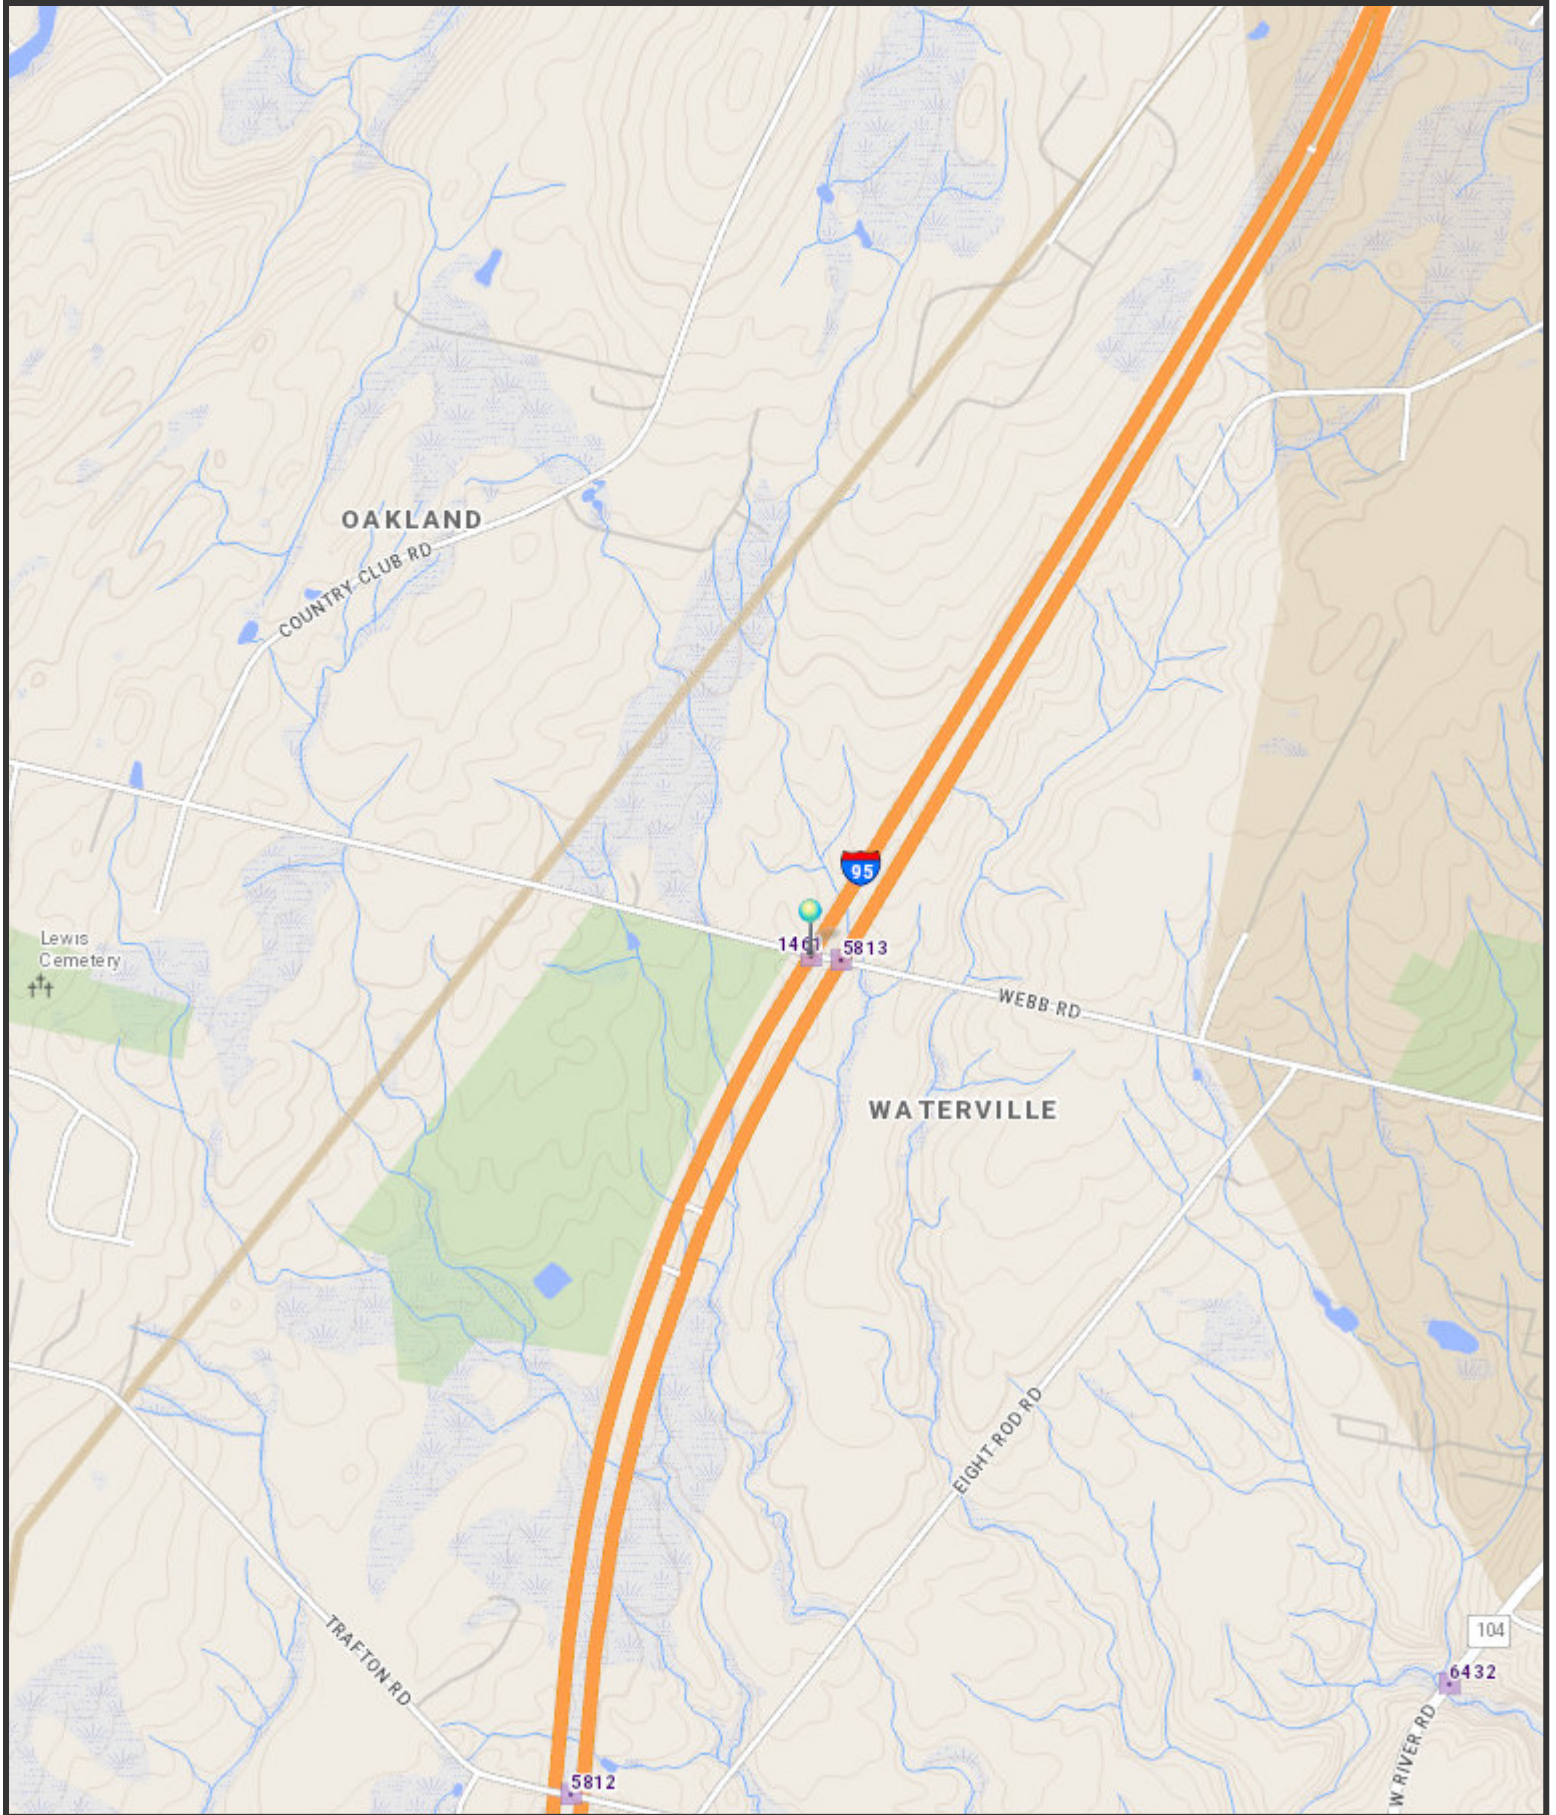 OAKLAND
COUNTRY CLUB RD
95
Lewis
Cemetery
1461
5813
WEBB RD
WATERVILLE
EIGHT ROD RD
TRAFTON RD
104
6432
W RIVER RD
5812